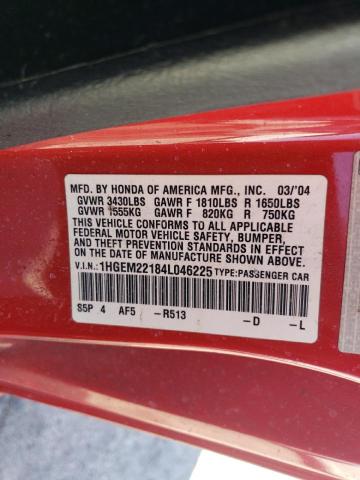 MFD. BY HONDA OF AMERICA MFG., INC. 03/'04
GVWR 3430LBS GAWR F 1810LBS R 1650LBS
GVWR 1555KG GAWR F 820KG R 750KG
THIS VEHICLE CONFORMS TO ALL APPLICABLE
FEDERAL MOTOR VEHICLE SAFETY, BUMPER,
AND THEFT PREVENTION STANDARDS IN EFFECT
ON THE DATE OF MANUFACTURE SHOWN ABOVE.
V.I.N.: 1HGEM22184L046225 TYPE:PASSENGER CAR
S5P 4 AF5 -R513 -D -L